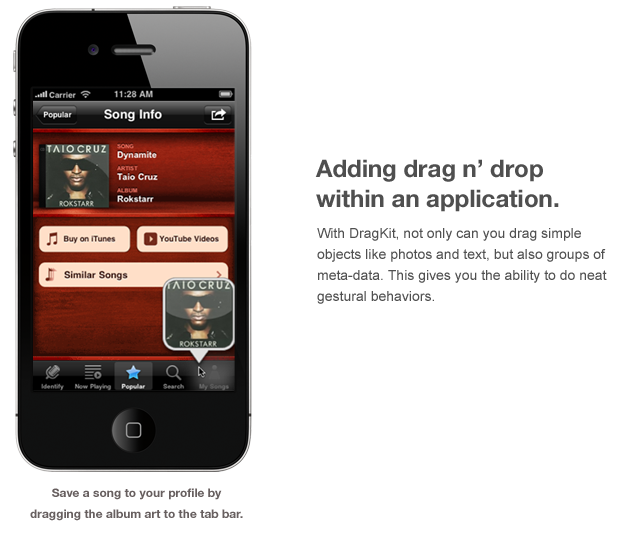 Carrier 11:28 AM
Popular Song Info
TAIO CRUZ
ROKSTARR
SONG
Dynamite
ARTIST
Taio Cruz
ALBUM
Rokstarr
Buy on iTunes YouTube Videos
Similar Songs
TAIO CRUZ
ROKSTARR
Identify Now Playing Popular Search My Songs
Save a song to your profile by
dragging the album art to the tab bar.
Adding drag n’ drop
within an application.
With DragKit, not only can you drag simple
objects like photos and text, but also groups of
meta-data. This gives you the ability to do neat
gestural behaviors.